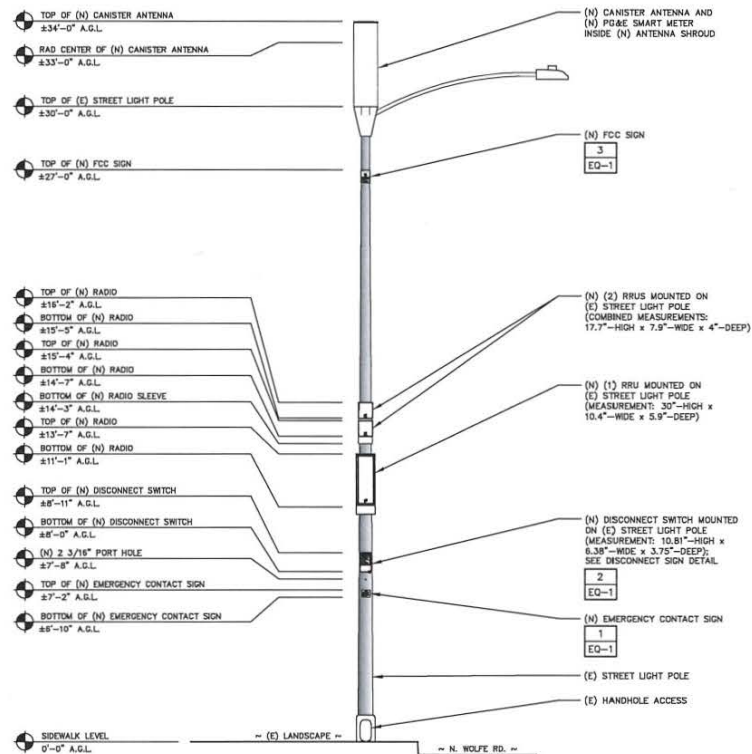 TOP OF (N) CANISTER ANTENNA
±34'-0" A.G.L.
RAD CENTER OF (N) CANISTER ANTENNA
±33'-0" A.G.L.
TOP OF (E) STREET LIGHT POLE
±30'-0" A.G.L.
TOP OF (N) FCC SIGN
±27'-0" A.G.L.
TOP OF (N) RADIO
±16'-2" A.G.L.
BOTTOM OF (N) RADIO
±15'-5" A.G.L.
TOP OF (N) RADIO
±15'-4" A.G.L.
BOTTOM OF (N) RADIO
±14'-7" A.G.L.
BOTTOM OF (N) RADIO SLEEVE
±14'-3" A.G.L.
TOP OF (N) RADIO
±13'-7" A.G.L.
BOTTOM OF (N) RADIO
±11'-1" A.G.L.
TOP OF (N) DISCONNECT SWITCH
±8'-11" A.G.L.
BOTTOM OF (N) DISCONNECT SWITCH
±8'-0" A.G.L.
(N) 2 3/16" PORT HOLE
±7'-8" A.G.L.
TOP OF (N) EMERGENCY CONTACT SIGN
±7'-2" A.G.L.
BOTTOM OF (N) EMERGENCY CONTACT SIGN
±6'-10" A.G.L.
SIDEWALK LEVEL
0'-0" A.G.L.
~ (E) LANDSCAPE ~
~ N. WOLFE RD. ~
(N) CANISTER ANTENNA AND
(N) PG&E SMART METER
INSIDE (N) ANTENNA SHROUD
(N) FCC SIGN
3
EQ-1
(N) (2) RRUS MOUNTED ON
(E) STREET LIGHT POLE
(COMBINED MEASUREMENTS:
17.7"-HIGH x 7.9"-WIDE x 4"-DEEP)
(N) (1) RRU MOUNTED ON
(E) STREET LIGHT POLE
(MEASUREMENT: 30"-HIGH x
10.4"-WIDE x 5.9"-DEEP)
(N) DISCONNECT SWITCH MOUNTED
ON (E) STREET LIGHT POLE
(MEASUREMENT: 10.81"-HIGH x
6.38"-WIDE x 3.75"-DEEP);
SEE DISCONNECT SIGN DETAIL
2
EQ-1
(N) EMERGENCY CONTACT SIGN
1
EQ-1
(E) STREET LIGHT POLE
(E) HANDHOLE ACCESS